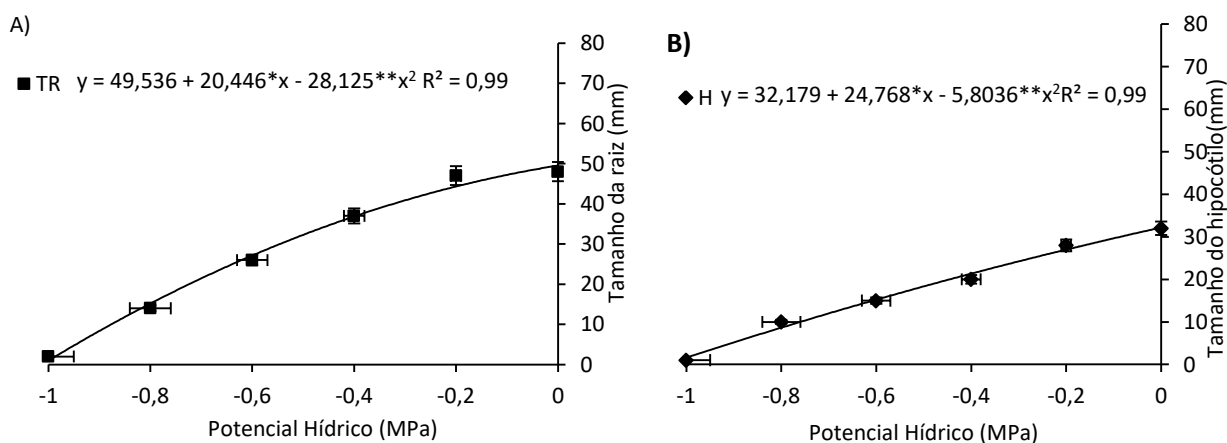 A)
TR y = 49,536 + 20,446*x - 28,125**x² R² = 0,99
80
70
60
50
40
30
20
10
0
Tamanho da raiz (mm)
-1 -0,8 -0,6 -0,4 -0,2 0
Potencial Hídrico (MPa)
B)
H y = 32,179 + 24,768*x - 5,8036**x²R² = 0,99
80
70
60
50
40
30
20
10
0
Tamanho do hipocótilo(mm)
-1 -0,8 -0,6 -0,4 -0,2 0
Potencial Hídrico (MPa)